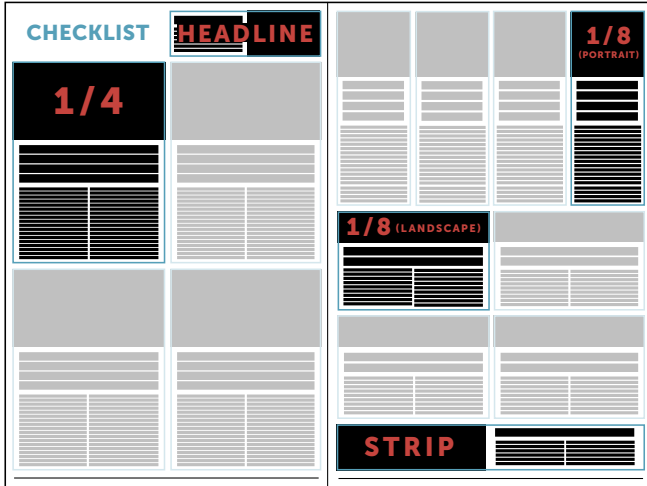 CHECKLIST
HEADLINE
1/4
1/8
(PORTRAIT)
1/8 (LANDSCAPE)
STRIP